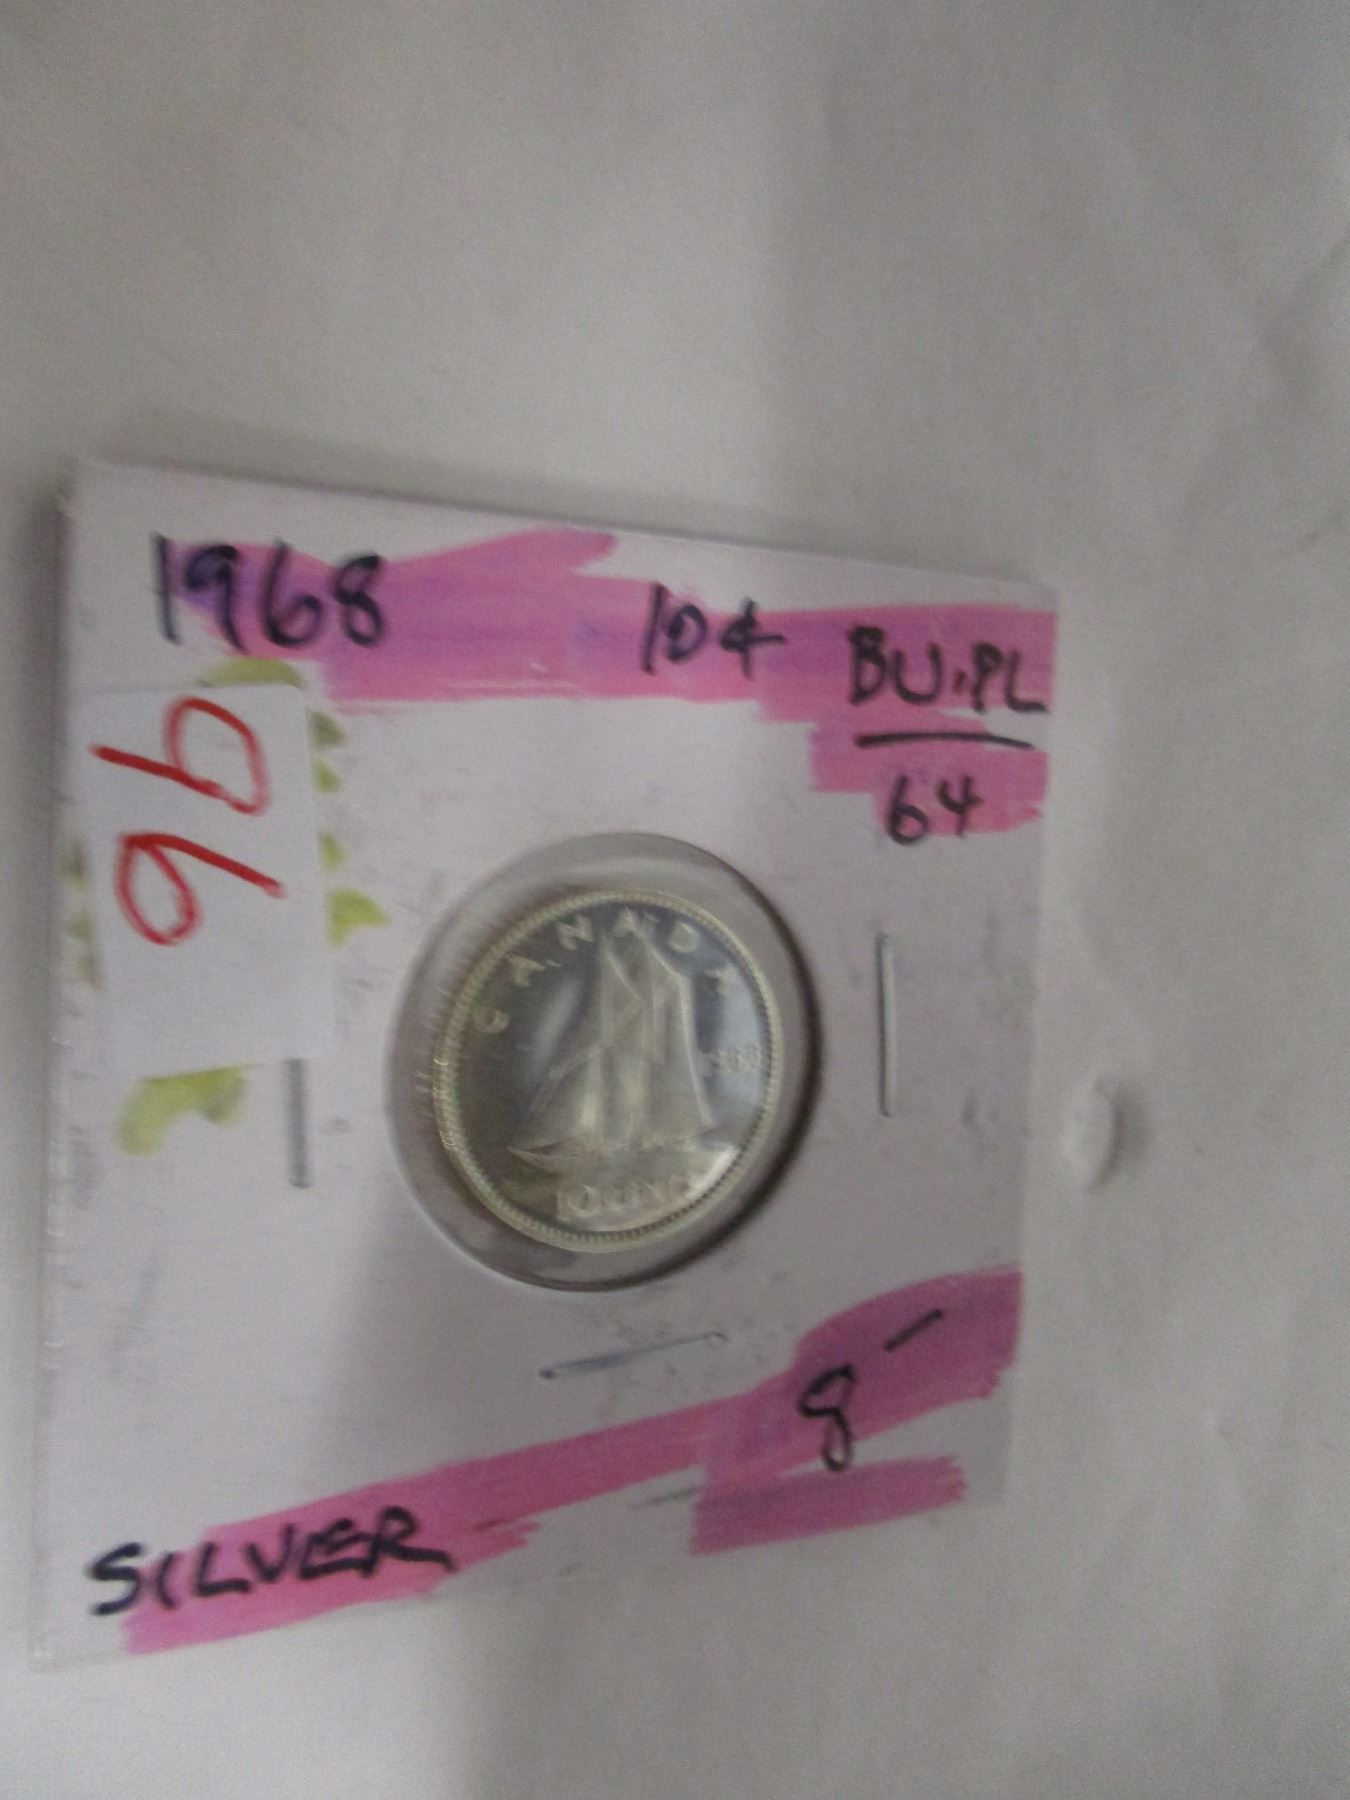 1968 10¢ BU.PL
64
96
CANADA
10 CENTS
8 -
SILVER